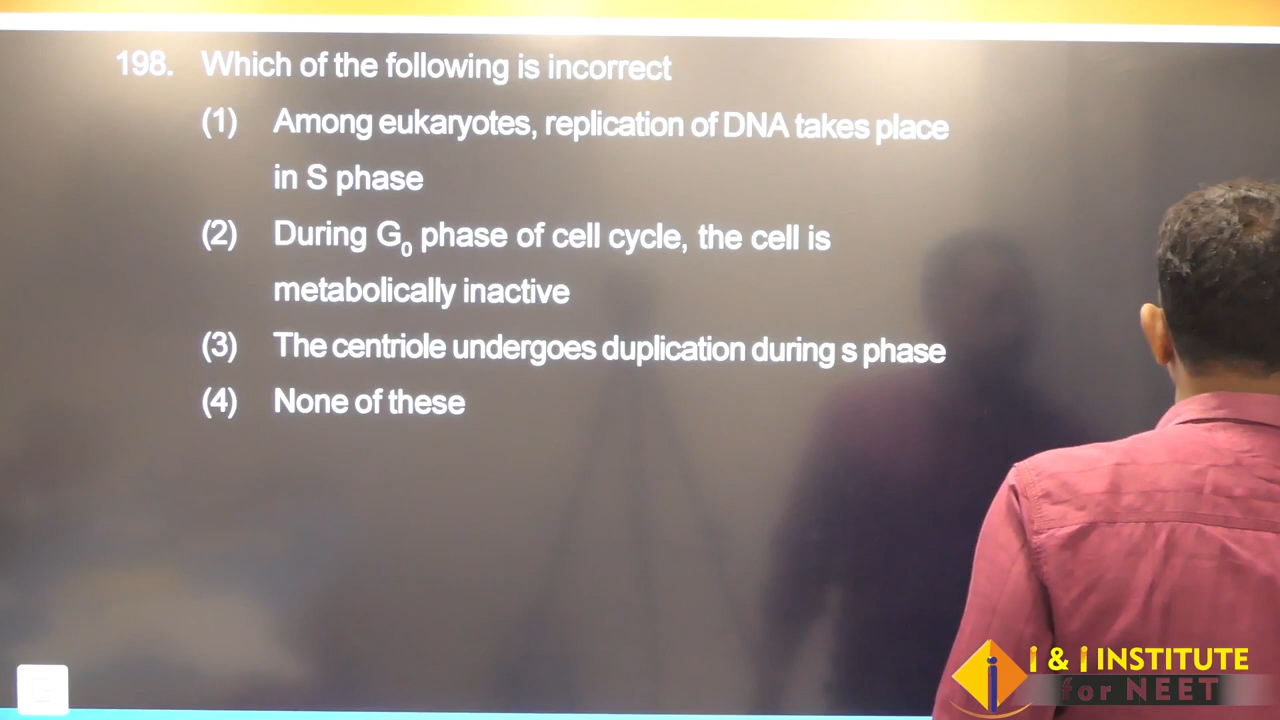 198. Which of the following is incorrect
(1) Among eukaryotes, replication of DNA takes place
in S phase
(2) During G₀ phase of cell cycle, the cell is
metabolically inactive
(3) The centriole undergoes duplication during s phase
(4) None of these
i & i INSTITUTE
for NEET